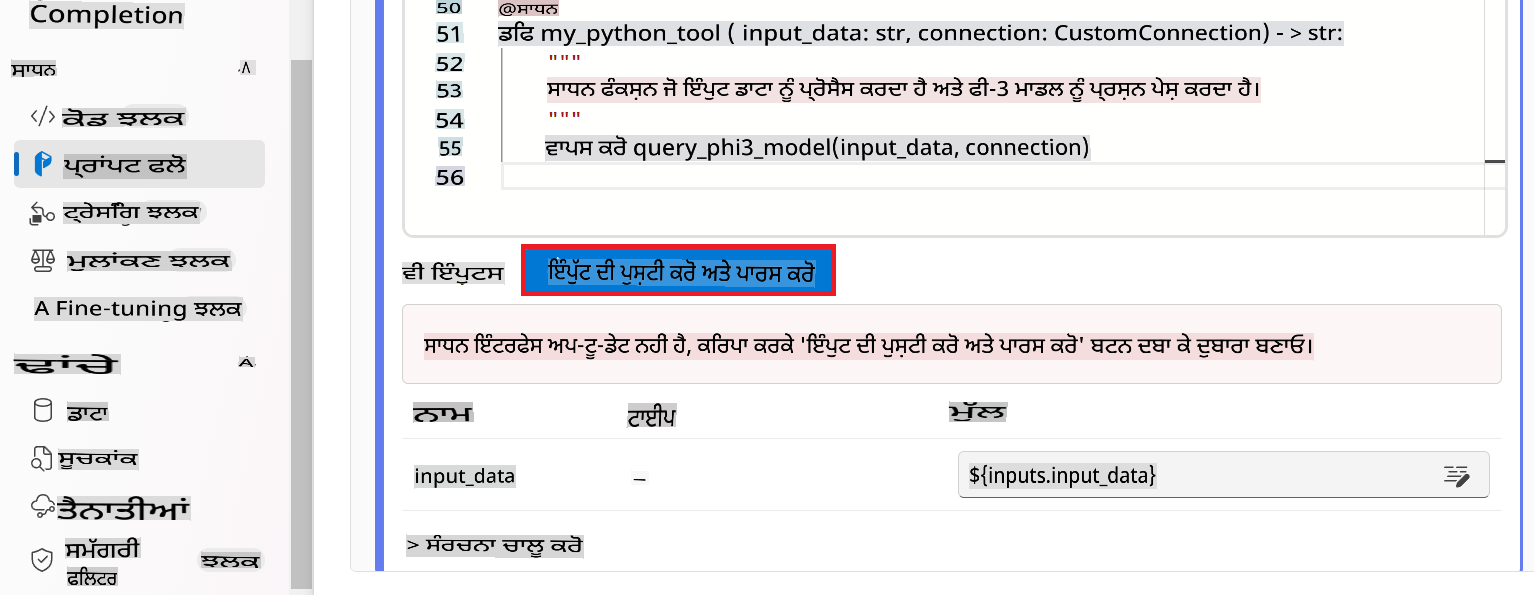 Completion
ਸਾਧਨ
ਕੋਡ ਝਲਕ
ਪ੍ਰਾਂਪਟ ਫਲੋ
ਟ੍ਰੇਸਿੰਗ ਝਲਕ
ਮੁਲਾਂਕਣ ਝਲਕ
A Fine-tuning ਝਲਕ
ਢਾਂਚੇ
ਡਾਟਾ
ਸੂਚਕਾਂਕ
ਤੈਨਾਤੀਆਂ
ਸਮੱਗਰੀ
ਫਲਿਟਰ
ਝਲਕ
50 @ਸਾਧਨ
51 ਡਫਿ my_python_tool ( input_data: str, connection: CustomConnection) - > str:
52 """
53 ਸਾਧਨ ਫੰਕਸ਼ਨ ਜੋ ਇੰਪੁਟ ਡਾਟਾ ਨੂੰ ਪ੍ਰੋਸੈਸ ਕਰਦਾ ਹੈ ਅਤੇ ਫੀ-3 ਮਾਡਲ ਨੂੰ ਪ੍ਰਸ਼ਨ ਪੇਸ਼ ਕਰਦਾ ਹੈ।
54 """
55 ਵਾਪਸ ਕਰੋ query_phi3_model(input_data, connection)
56
ਵੀ ਇੰਪੁਟਸ
ਇੰਪੁੱਟ ਦੀ ਪੁਸ਼ਟੀ ਕਰੋ ਅਤੇ ਪਾਰਸ ਕਰੋ
ਸਾਧਨ ਇੰਟਰਫੇਸ ਅਪ-ਟੂ-ਡੇਟ ਨਹੀ ਹੈ, ਕਰਿਪਾ ਕਰਕੇ 'ਇੰਪੁਟ ਦੀ ਪੁਸ਼ਟੀ ਕਰੋ ਅਤੇ ਪਾਰਸ ਕਰੋ' ਬਟਨ ਦਬਾ ਕੇ ਦੁਬਾਰਾ ਬਣਾਓ।
ਨਾਮ ਟਾਈਪ ਮੁੱਲ
input_data – ${inputs.input_data}
> ਸੰਰਚਨਾ ਚਾਲੂ ਕਰੋ